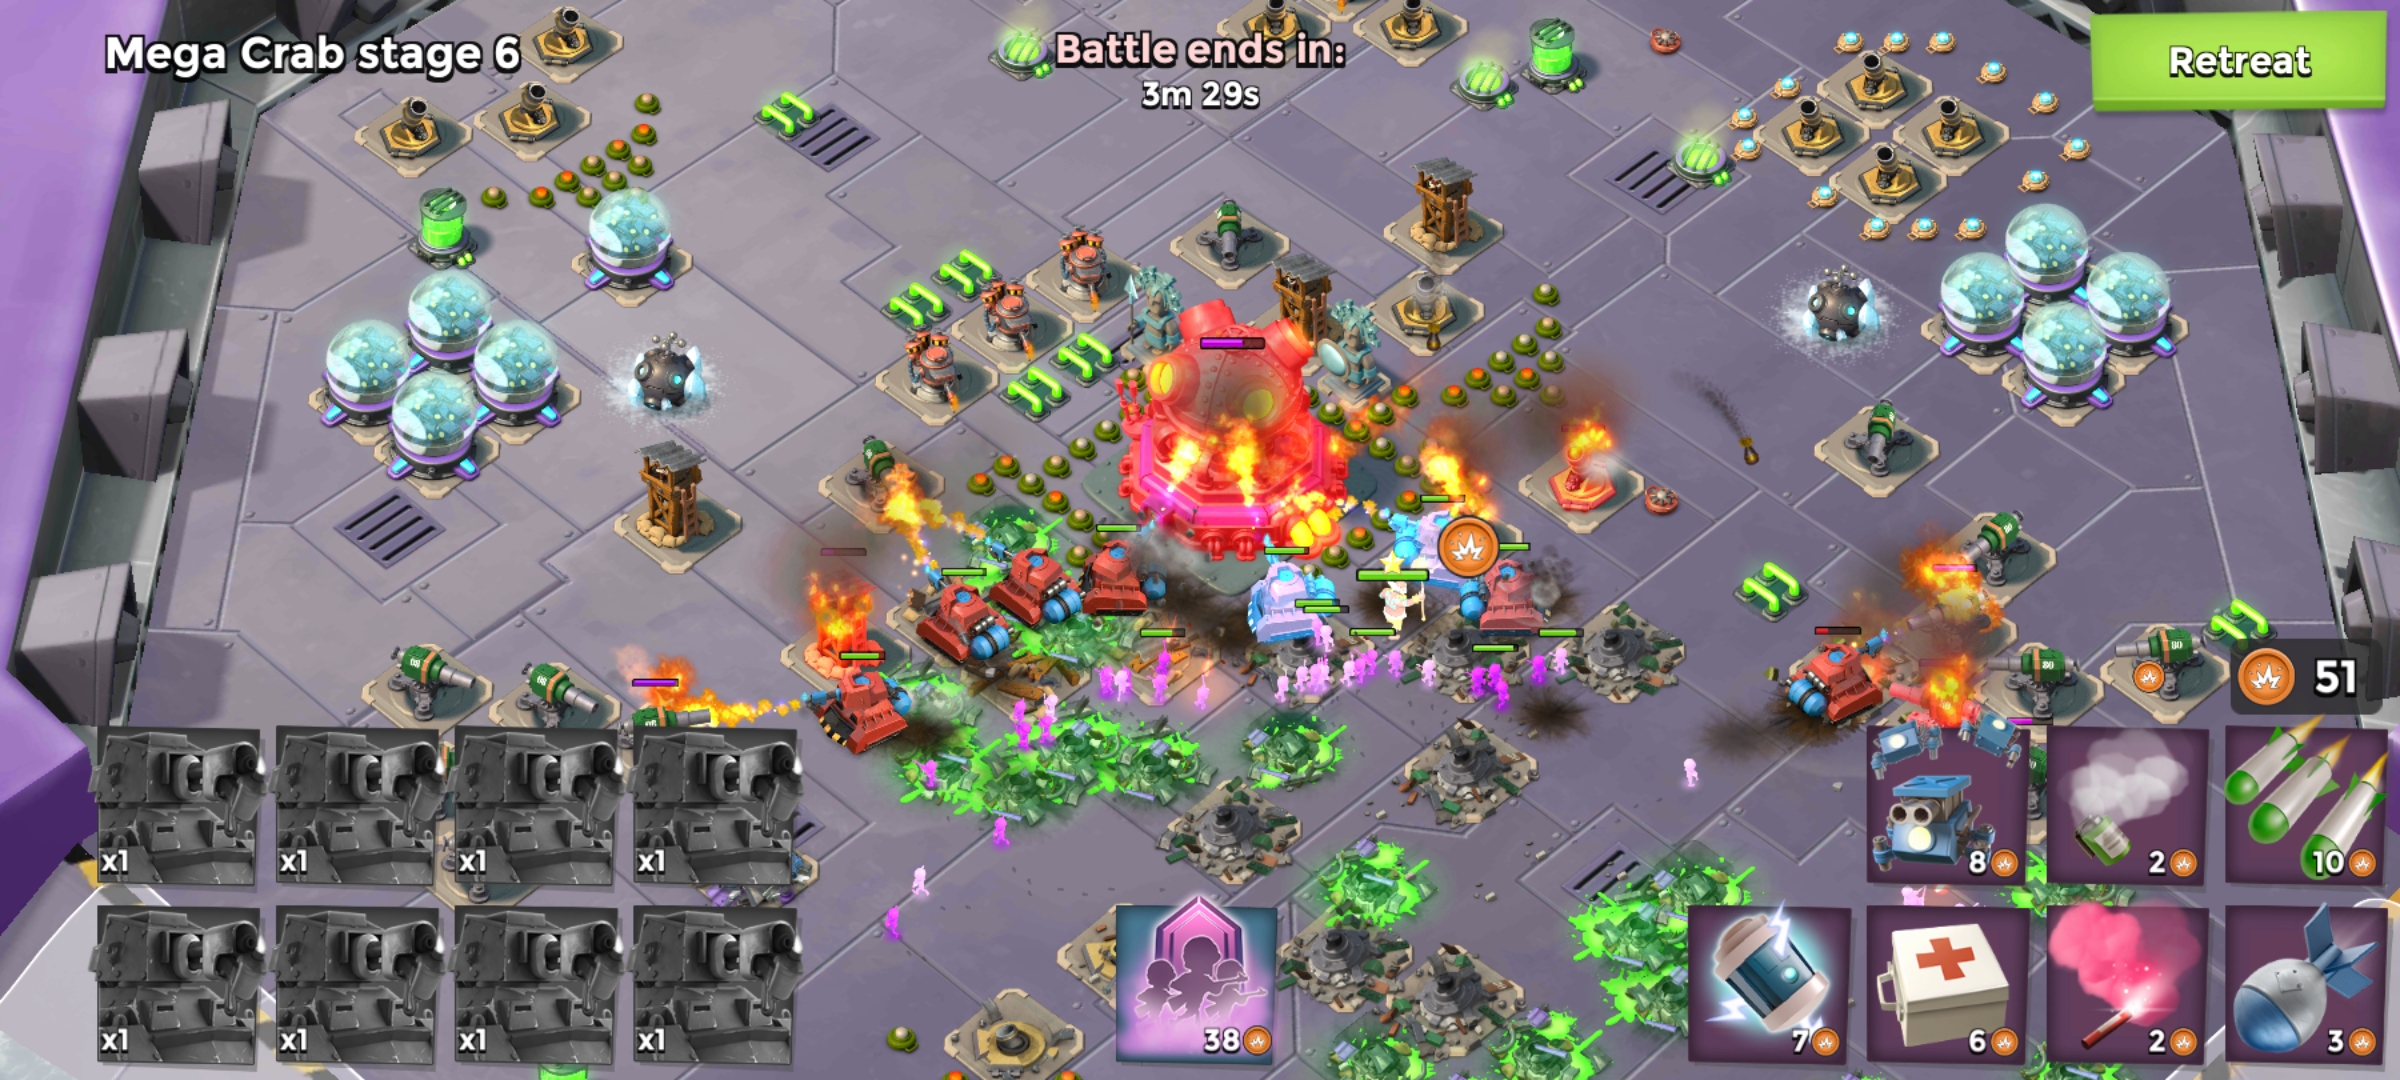 Mega Crab stage 6
Battle ends in:
3m 29s
Retreat
51
x1
x1
x1
x1
8
2
10
x1
x1
x1
x1
38
7
6
2
3